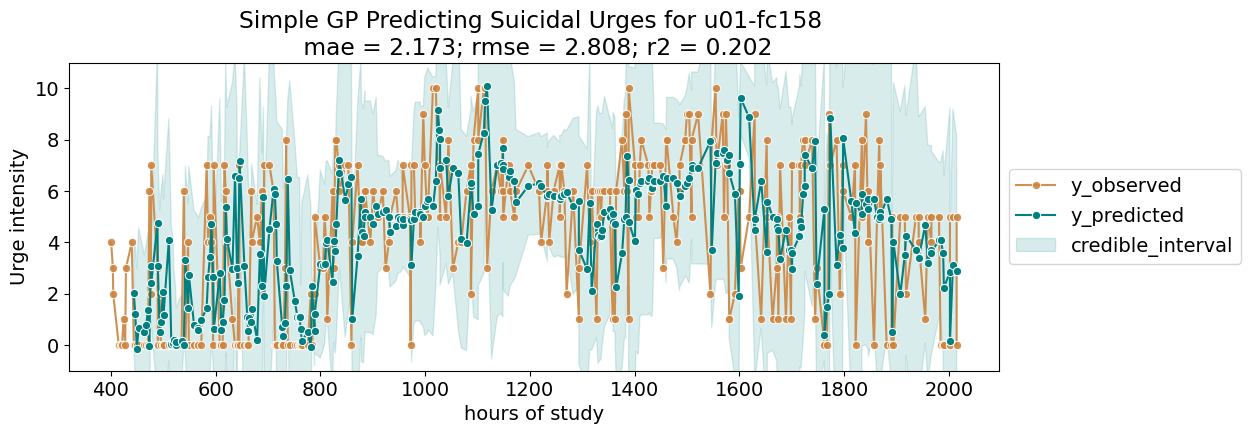 Simple GP Predicting Suicidal Urges for u01-fc158
mae = 2.173; rmse = 2.808; r2 = 0.202
10
8
6
4
2
0
Urge intensity
400 600 800 1000 1200 1400 1600 1800 2000
hours of study
y_observed
y_predicted
credible_interval